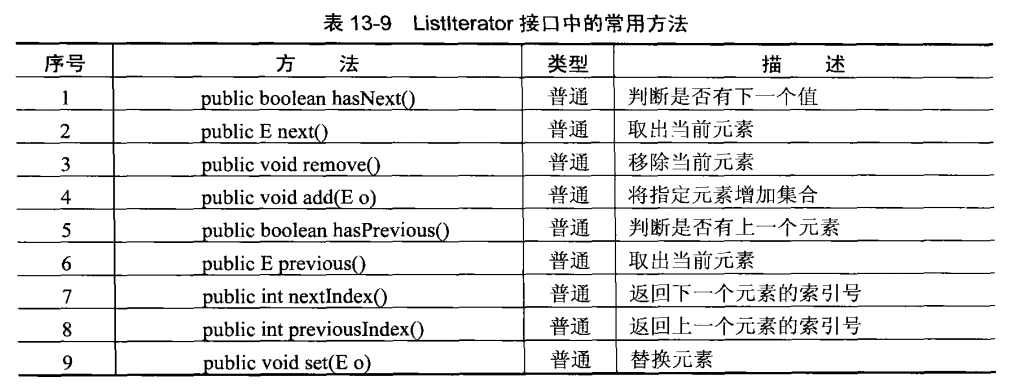 表 13-9 ListIterator 接口中的常用方法
序号 方 法 类型 描 述
1 public boolean hasNext() 普通 判断是否有下一个值
2 public E next() 普通 取出当前元素
3 public void remove() 普通 移除当前元素
4 public void add(E o) 普通 将指定元素增加集合
5 public boolean hasPrevious() 普通 判断是否有上一个元素
6 public E previous() 普通 取出当前元素
7 public int nextIndex() 普通 返回下一个元素的索引号
8 public int previousIndex() 普通 返回上一个元素的索引号
9 public void set(E o) 普通 替换元素